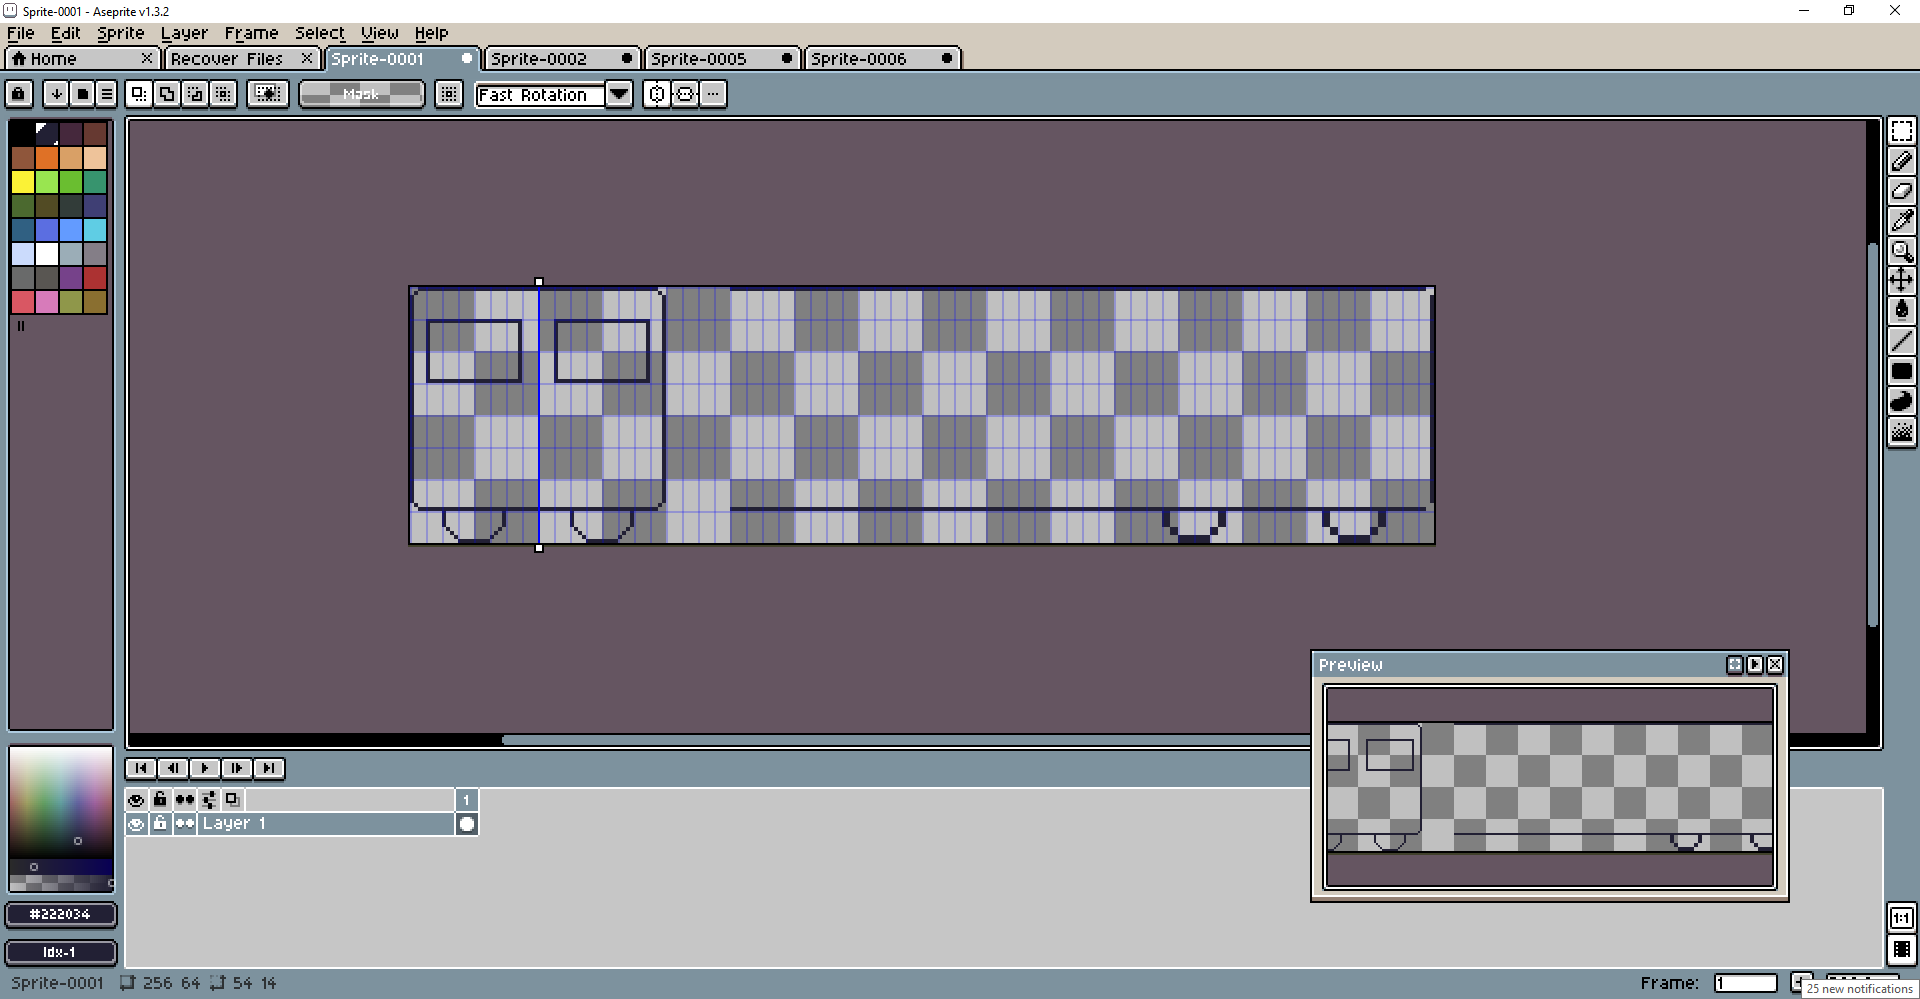 Sprite-0001 - Aseprite v1.3.2
File Edit Sprite Layer Frame Select View Help
Home Recover Files Sprite-0001 Sprite-0002 Sprite-0005 Sprite-0006
Mask Fast Rotation
Preview
1
Layer 1
#222034
Idx-1
1:1
Sprite-0001 256 64 54 14 Frame: 1
25 new notifications